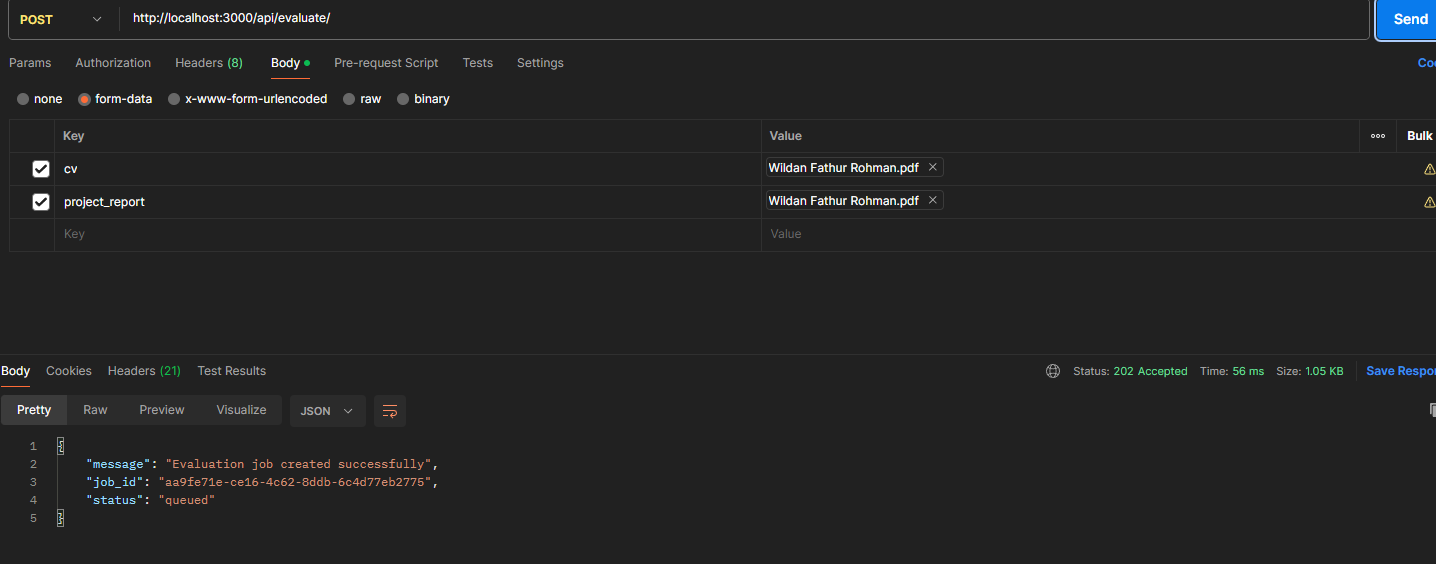 POST http://localhost:3000/api/evaluate/ Send
Params Authorization Headers (8) Body Pre-request Script Tests Settings
none form-data x-www-form-urlencoded raw binary
Key Value Bulk
cv Wildan Fathur Rohman.pdf
project_report Wildan Fathur Rohman.pdf
Key Value
Body Cookies Headers (21) Test Results Status: 202 Accepted Time: 56 ms Size: 1.05 KB
Pretty Raw Preview Visualize JSON
1 {
2 "message": "Evaluation job created successfully",
3 "job_id": "aa9fe71e-ce16-4c62-8ddb-6c4d77eb2775",
4 "status": "queued"
5 }